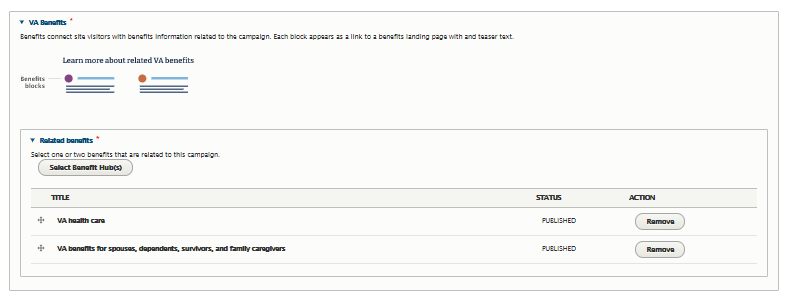 VA Benefits *
Benefits connect site visitors with benefits information related to the campaign. Each block appears as a link to a benefits landing page with and teaser text.
Learn more about related VA benefits
Benefits
blocks
Related benefits *
Select one or two benefits that are related to this campaign.
Select Benefit Hub(s)
TITLE STATUS ACTION
VA health care PUBLISHED Remove
VA benefits for spouses, dependents, survivors, and family caregivers PUBLISHED Remove